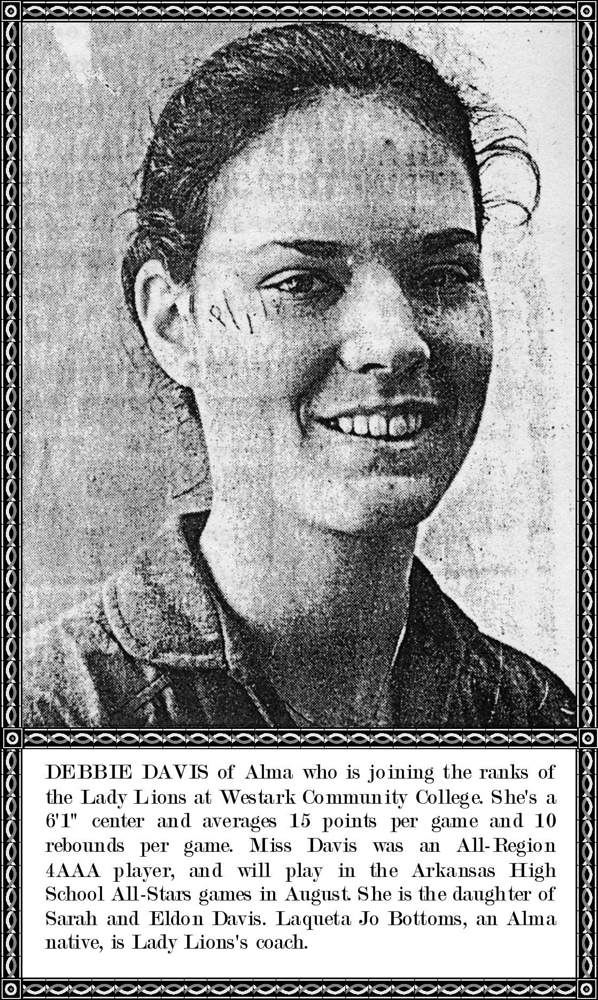 DEBBIE DAVIS of Alma who is joining the ranks of
the Lady Lions at Westark Community College. She's a
6'1" center and averages 15 points per game and 10
rebounds per game. Miss Davis was an All-Region
4AAA player, and will play in the Arkansas High
School All-Stars games in August. She is the daughter of
Sarah and Eldon Davis. Laqueta Jo Bottoms, an Alma
native, is Lady Lions's coach.